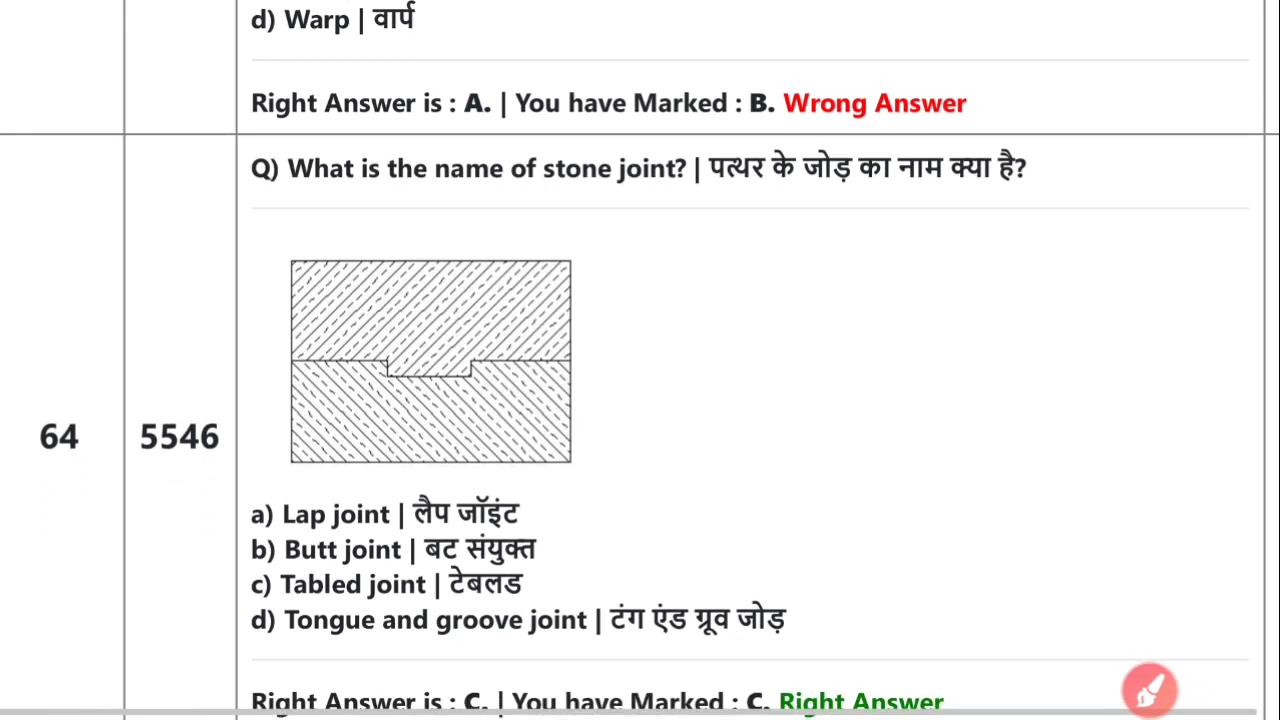 d) Warp | वार्प
Right Answer is : A. | You have Marked : B. Wrong Answer
Q) What is the name of stone joint? | पत्थर के जोड़ का नाम क्या है?
64
5546
a) Lap joint | लैप जॉइंट
b) Butt joint | बट संयुक्त
c) Tabled joint | टेबलड
d) Tongue and groove joint | टंग एंड ग्रूव जोड़
Right Answer is : C. | You have Marked : C. Right Answer